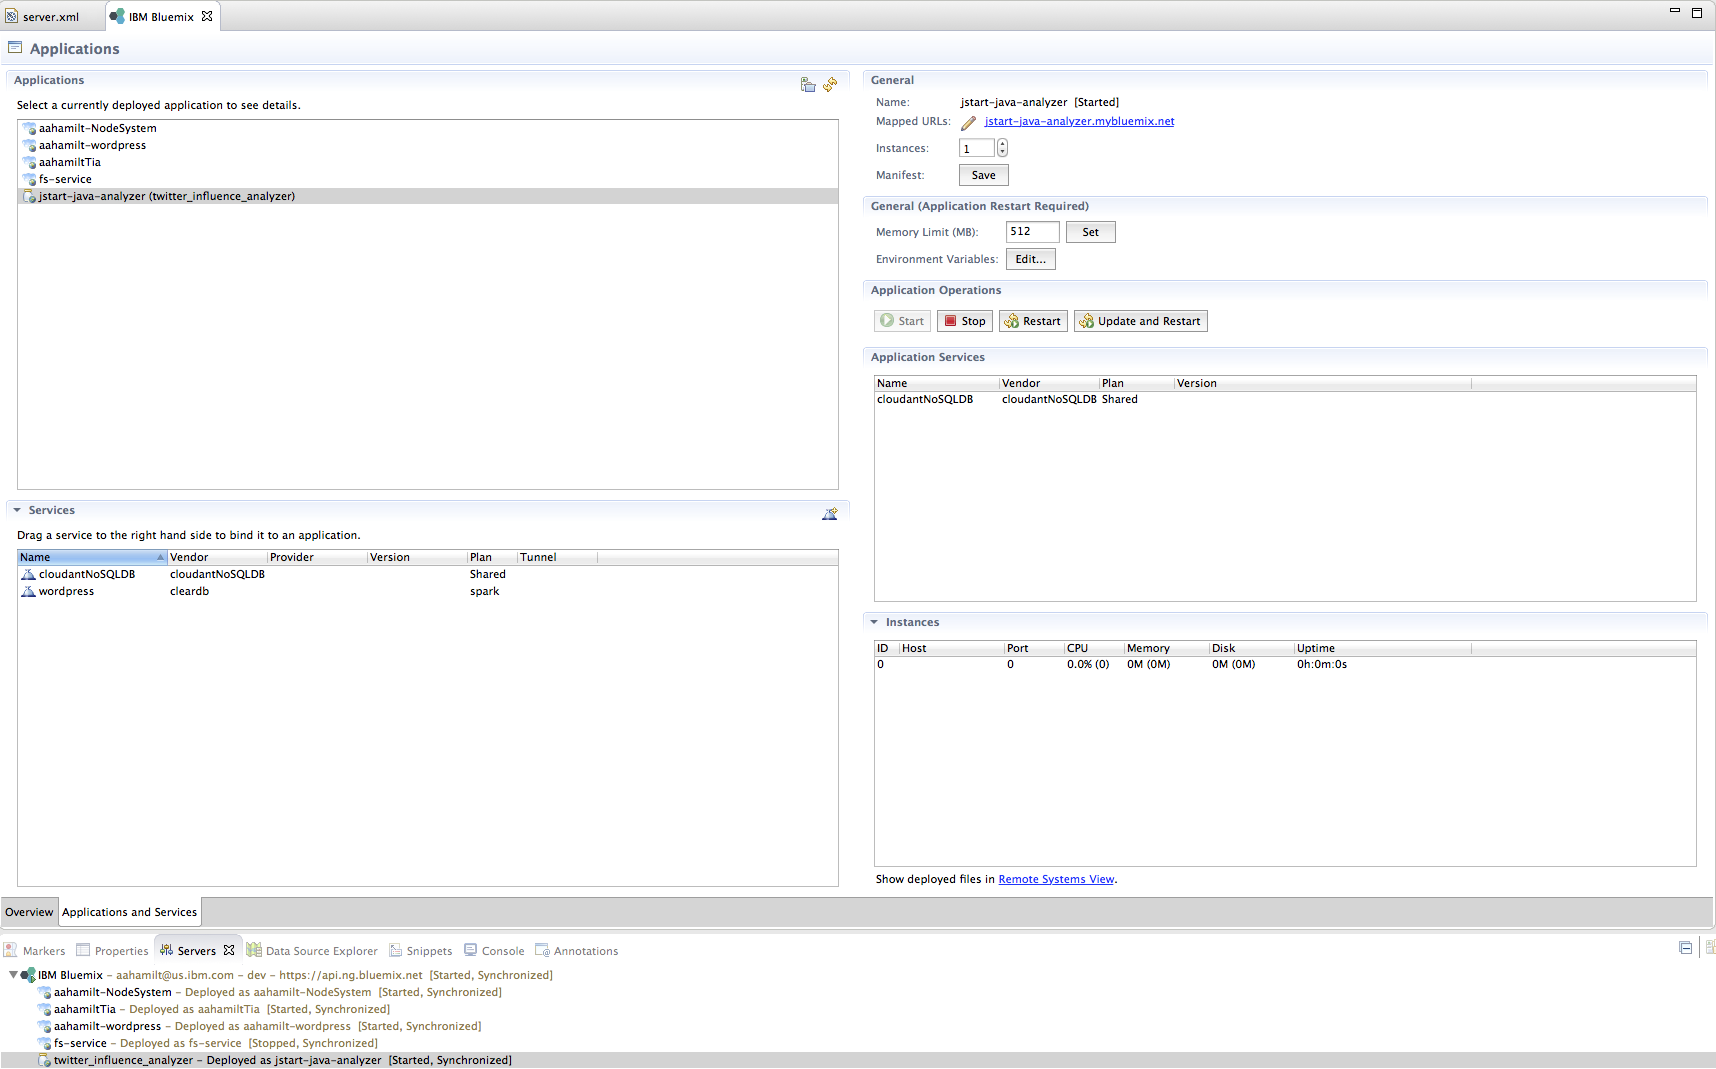 server.xml
IBM Bluemix
Applications
Applications
Select a currently deployed application to see details.
aahamilt-NodeSystem
aahamilt-wordpress
aahamiltTia
fs-service
jstart-java-analyzer (twitter_influence_analyzer)
Services
Drag a service to the right hand side to bind it to an application.
Name Vendor Provider Version Plan Tunnel
cloudantNoSQLDB cloudantNoSQLDB Shared
wordpress cleardb spark
General
Name: jstart-java-analyzer [Started]
Mapped URLs: jstart-java-analyzer.mybluemix.net
Instances: 1
Manifest: Save
General (Application Restart Required)
Memory Limit (MB): 512 Set
Environment Variables: Edit...
Application Operations
Start Stop Restart Update and Restart
Application Services
Name Vendor Plan Version
cloudantNoSQLDB cloudantNoSQLDB Shared
Instances
ID Host Port CPU Memory Disk Uptime
0 0 0.0% (0) 0M (0M) 0M (0M) 0h:0m:0s
Show deployed files in Remote Systems View.
Overview Applications and Services
Markers Properties Servers Data Source Explorer Snippets Console Annotations
IBM Bluemix - aahamilt@us.ibm.com - dev - https://api.ng.bluemix.net [Started, Synchronized]
aahamilt-NodeSystem - Deployed as aahamilt-NodeSystem [Started, Synchronized]
aahamiltTia - Deployed as aahamiltTia [Started, Synchronized]
aahamilt-wordpress - Deployed as aahamilt-wordpress [Started, Synchronized]
fs-service - Deployed as fs-service [Stopped, Synchronized]
twitter_influence_analyzer - Deployed as jstart-java-analyzer [Started, Synchronized]